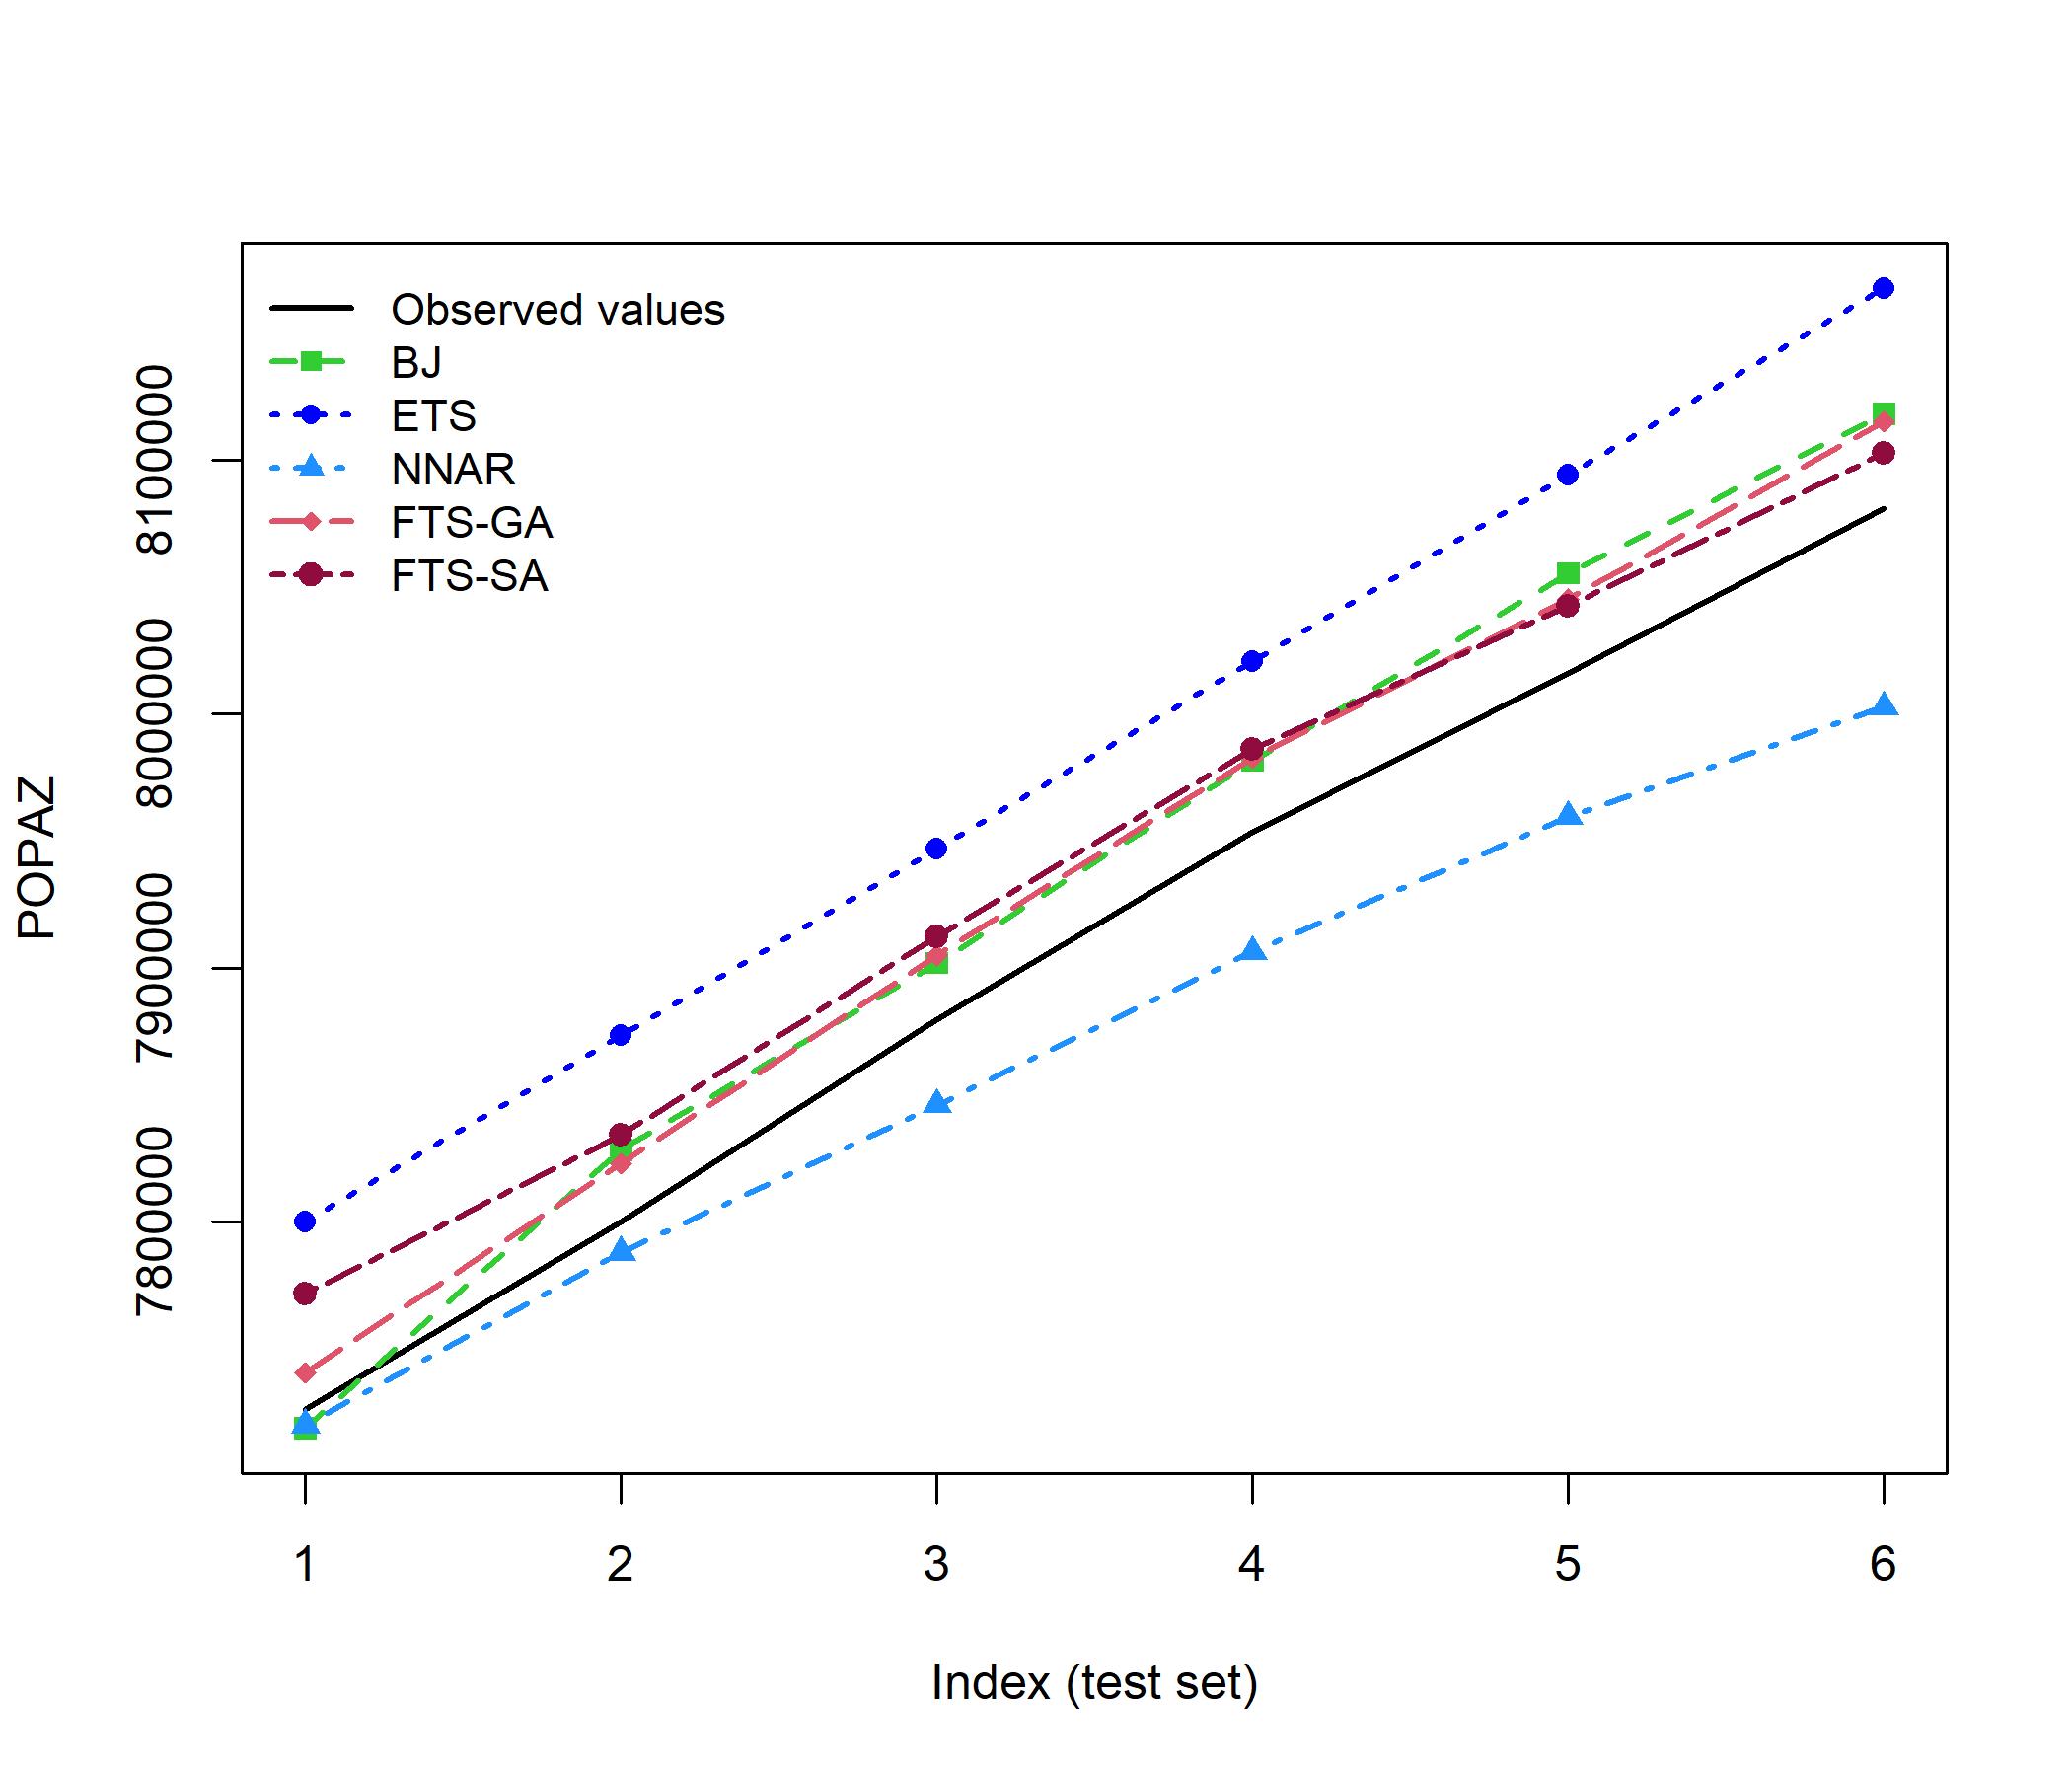 Observed values
BJ
ETS
NNAR
FTS-GA
FTS-SA
POPAZ
8100000
8000000
7900000
7800000
1 2 3 4 5 6
Index (test set)